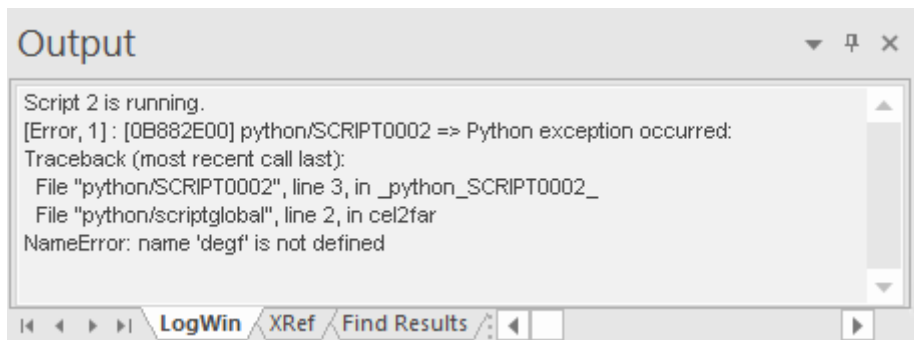 Output
Script 2 is running.
[Error, 1] : [0B882E00] python/SCRIPT0002 => Python exception occurred:
Traceback (most recent call last):
  File "python/SCRIPT0002", line 3, in _python_SCRIPT0002_
  File "python/scriptglobal", line 2, in cel2far
NameError: name 'degf' is not defined
LogWin XRef Find Results